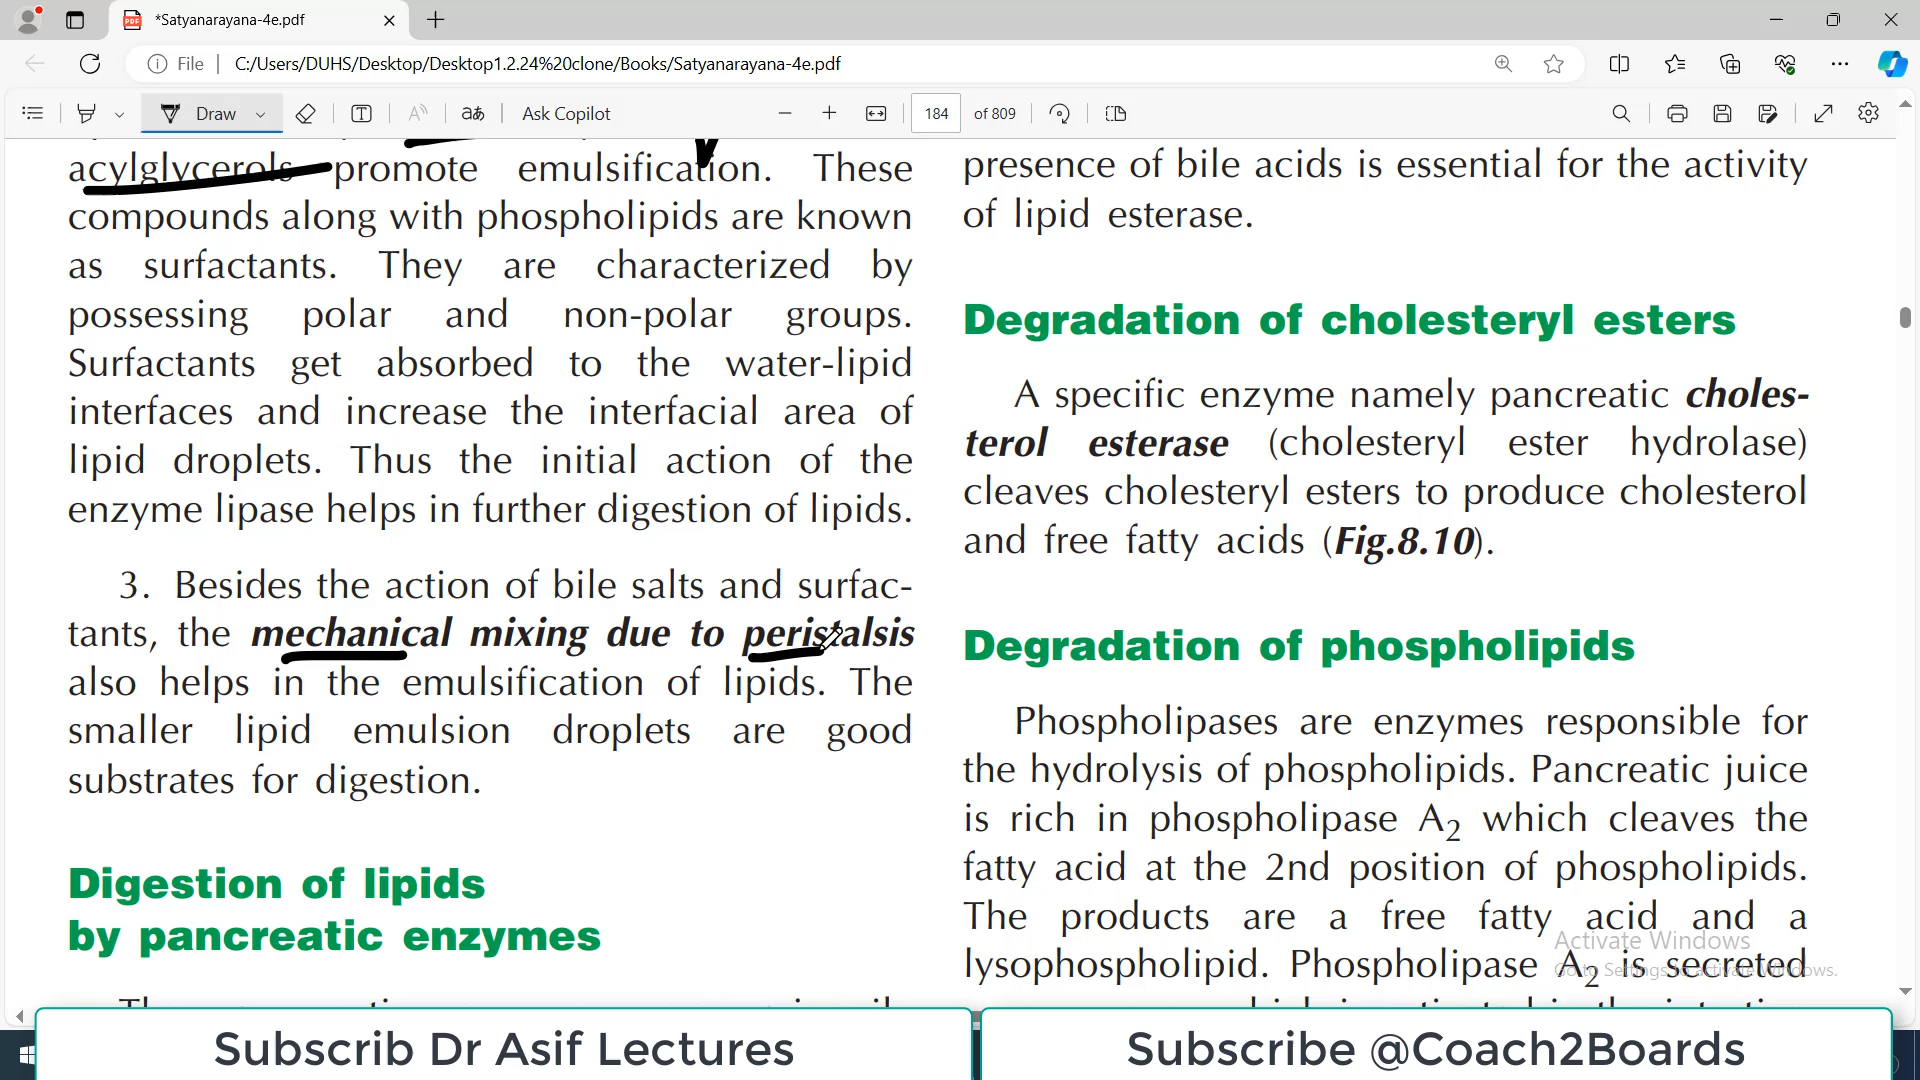 *Satyanarayana-4e.pdf
File
C:/Users/DUHS/Desktop/Desktop1.2.24%20clone/Books/Satyanarayana-4e.pdf
Draw
Ask Copilot
184
of 809
acylglycerols promote emulsification. These
compounds along with phospholipids are known
as surfactants. They are characterized by
possessing polar and non-polar groups.
Surfactants get absorbed to the water-lipid
interfaces and increase the interfacial area of
lipid droplets. Thus the initial action of the
enzyme lipase helps in further digestion of lipids.
3. Besides the action of bile salts and surfac-
tants, the mechanical mixing due to peristalsis
also helps in the emulsification of lipids. The
smaller lipid emulsion droplets are good
substrates for digestion.
Digestion of lipids
by pancreatic enzymes
presence of bile acids is essential for the activity
of lipid esterase.
Degradation of cholesteryl esters
A specific enzyme namely pancreatic choles-
terol esterase (cholesteryl ester hydrolase)
cleaves cholesteryl esters to produce cholesterol
and free fatty acids (Fig.8.10).
Degradation of phospholipids
Phospholipases are enzymes responsible for
the hydrolysis of phospholipids. Pancreatic juice
is rich in phospholipase A2 which cleaves the
fatty acid at the 2nd position of phospholipids.
The products are a free fatty acid and a
lysophospholipid. Phospholipase A2 is secreted
Activate Windows
Go to Settings to activate Windows.
Subscrib Dr Asif Lectures
Subscribe @Coach2Boards